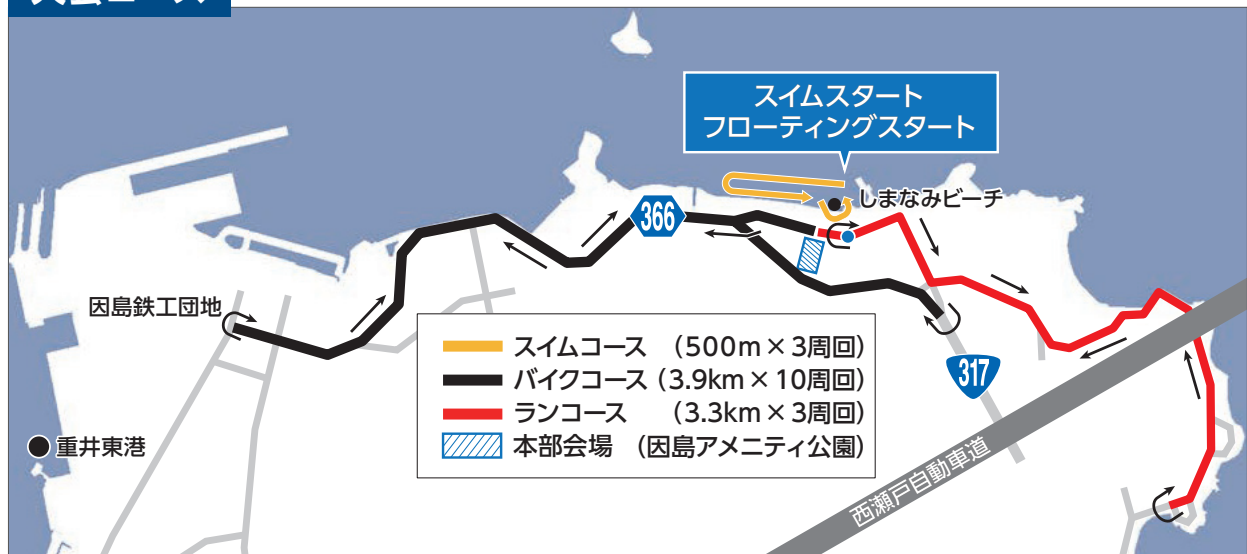 スイムスタート
フローティングスタート
しまなみビーチ
366
因島鉄工団地
スイムコース （500m×3周回）
バイクコース（3.9km×10周回）
ランコース （3.3km×3周回）
本部会場 （因島アメニティ公園）
317
重井東港
西瀬戸自動車道